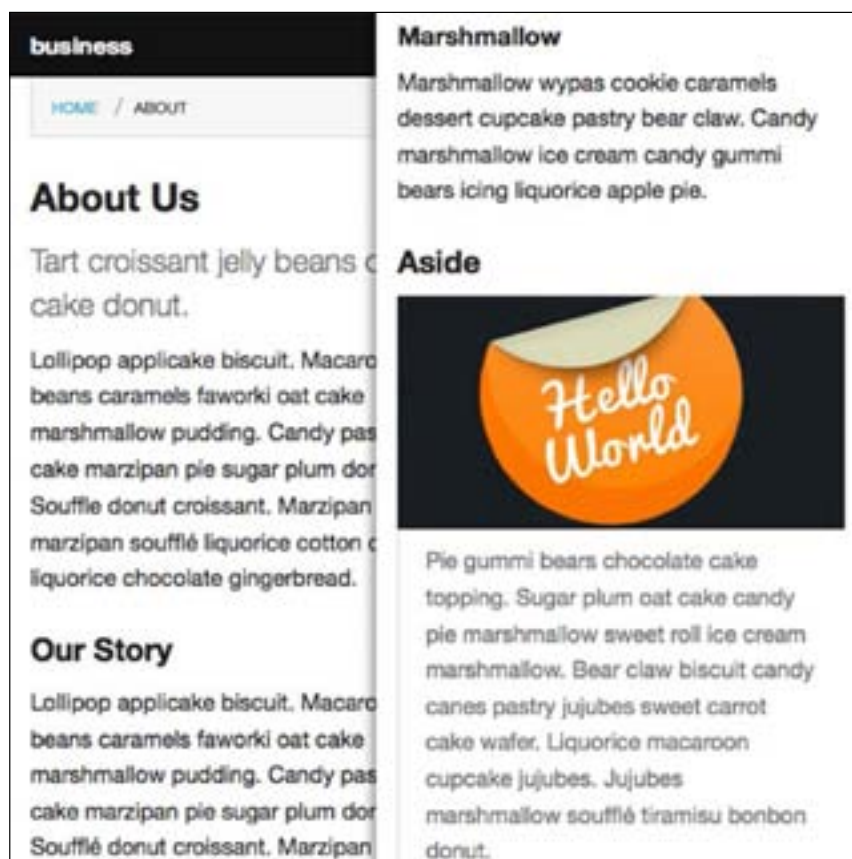 business
HOME / ABOUT
About Us
Tart croissant jelly beans c
cake donut.
Lollipop applicake biscuit. Macaro
beans caramels faworki oat cake
marshmallow pudding. Candy pas
cake marzipan pie sugar plum dor
Souffle donut croissant. Marzipan
marzipan soufflé liquorice cotton c
liquorice chocolate gingerbread.
Our Story
Lollipop applicake biscuit. Macaro
beans caramels faworki oat cake
marshmallow pudding. Candy pas
cake marzipan pie sugar plum dor
Soufflé donut croissant. Marzipan
Marshmallow
Marshmallow wypas cookie caramels
dessert cupcake pastry bear claw. Candy
marshmallow ice cream candy gummi
bears icing liquorice apple pie.
Aside
Hello
World
Pie gummi bears chocolate cake
topping. Sugar plum oat cake candy
pie marshmallow sweet roll ice cream
marshmallow. Bear claw biscuit candy
canes pastry jujubes sweet carrot
cake wafer. Liquorice macaroon
cupcake jujubes. Jujubes
marshmallow soufflé tiramisu bonbon
donut.